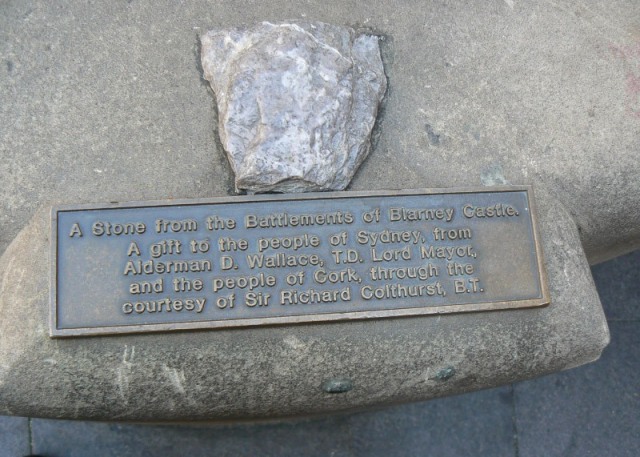 A Stone from the Battlements of Blarney Castle.
A gift to the people of Sydney, from
Alderman D. Wallace, T.D. Lord Mayor,
and the people of Cork, through the
courtesy of Sir Richard Colthurst, B.T.